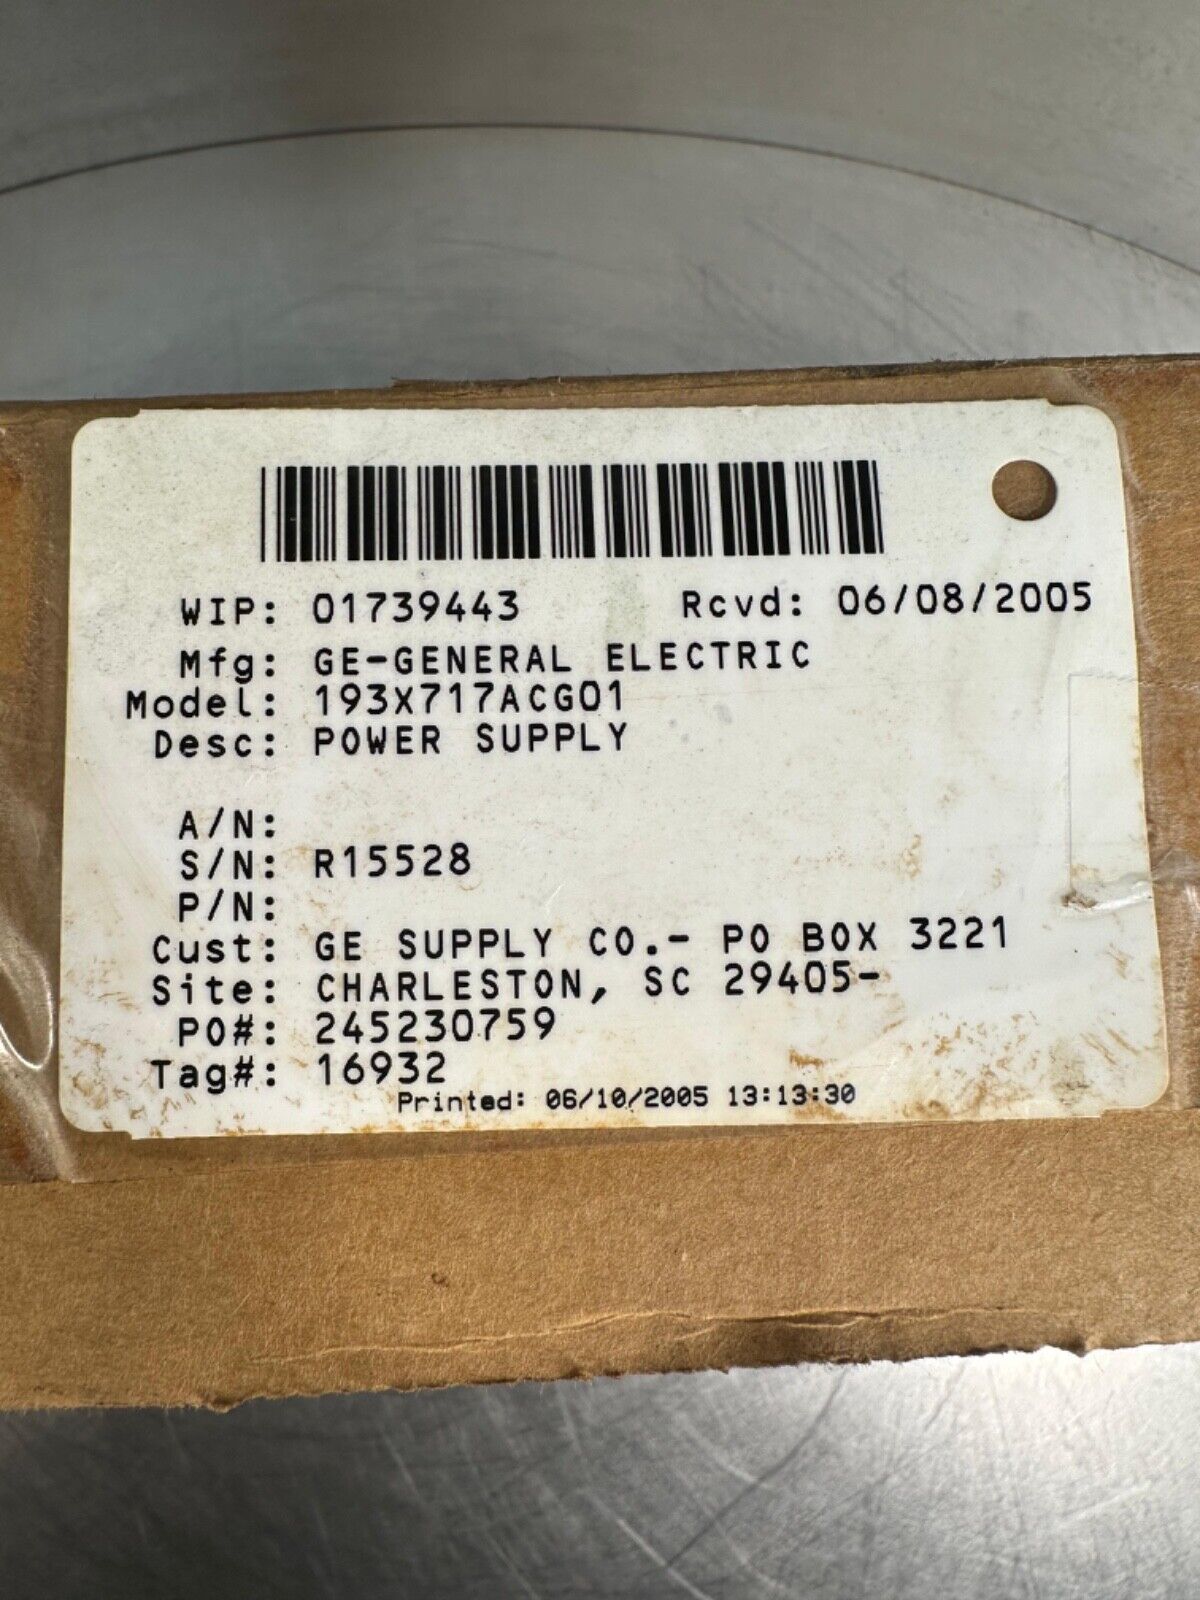 WIP: 01739443 Rcvd: 06/08/2005
Mfg: GE-GENERAL ELECTRIC
Model: 193X717ACG01
Desc: POWER SUPPLY
A/N:
S/N: R15528
P/N:
Cust: GE SUPPLY CO.- PO BOX 3221
Site: CHARLESTON, SC 29405-
PO#: 245230759
Tag#: 16932
Printed: 06/10/2005 13:13:30